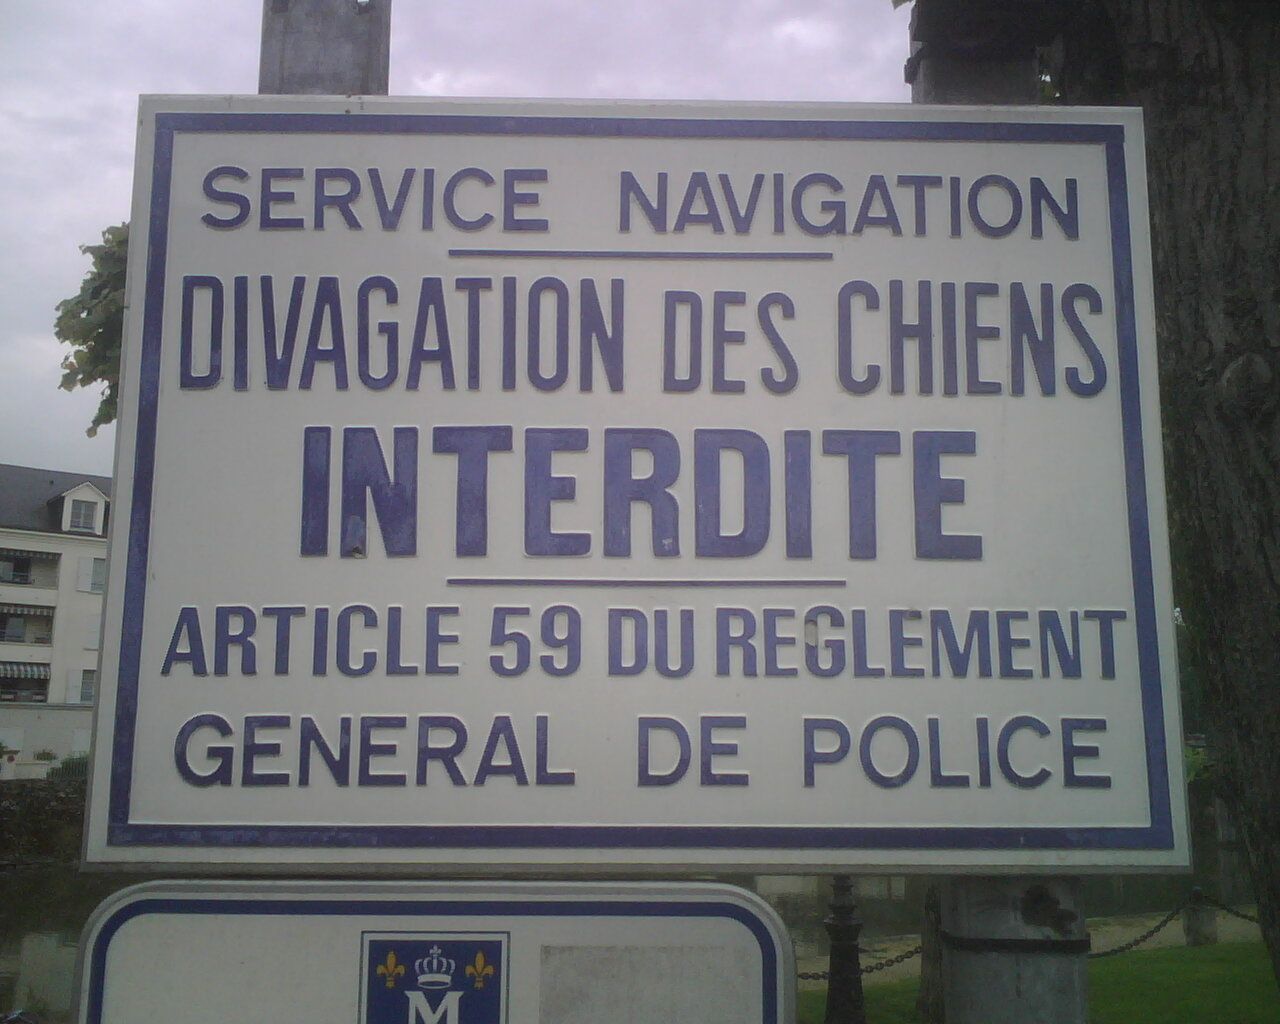 SERVICE NAVIGATION
DIVAGATION DES CHIENS
INTERDITE
ARTICLE 59 DU REGLEMENT
GENERAL DE POLICE
M